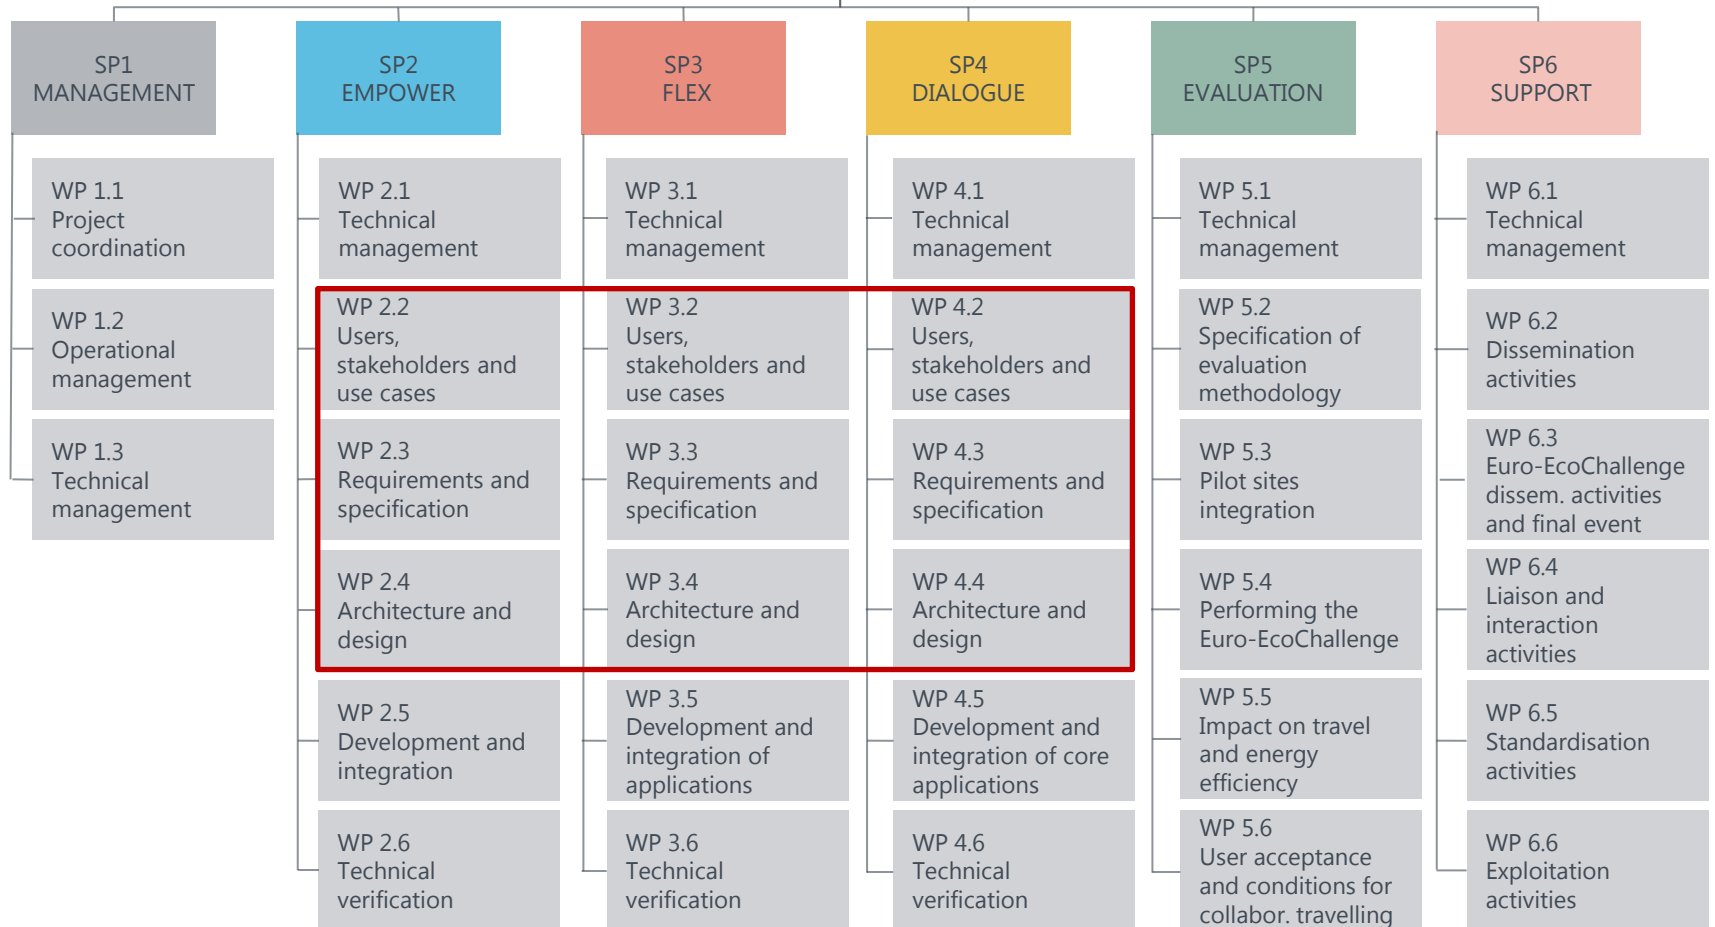 SP1
MANAGEMENT
WP 1.1
Project
coordination
WP 1.2
Operational
management
WP 1.3
Technical
management
SP2
EMPOWER
WP 2.1
Technical
management
WP 2.2
Users,
stakeholders and
use cases
WP 2.3
Requirements and
specification
WP 2.4
Architecture and
design
WP 2.5
Development and
integration
WP 2.6
Technical
verification
SP3
FLEX
WP 3.1
Technical
management
WP 3.2
Users,
stakeholders and
use cases
WP 3.3
Requirements and
specification
WP 3.4
Architecture and
design
WP 3.5
Development and
integration of
applications
WP 3.6
Technical
verification
SP4
DIALOGUE
WP 4.1
Technical
management
WP 4.2
Users,
stakeholders and
use cases
WP 4.3
Requirements and
specification
WP 4.4
Architecture and
design
WP 4.5
Development and
integration of core
applications
WP 4.6
Technical
verification
SP5
EVALUATION
WP 5.1
Technical
management
WP 5.2
Specification of
evaluation
methodology
WP 5.3
Pilot sites
integration
WP 5.4
Performing the
Euro-EcoChallenge
WP 5.5
Impact on travel
and energy
efficiency
WP 5.6
User acceptance
and conditions for
collabor. travelling
SP6
SUPPORT
WP 6.1
Technical
management
WP 6.2
Dissemination
activities
WP 6.3
Euro-EcoChallenge
dissem. activities
and final event
WP 6.4
Liaison and
interaction
activities
WP 6.5
Standardisation
activities
WP 6.6
Exploitation
activities